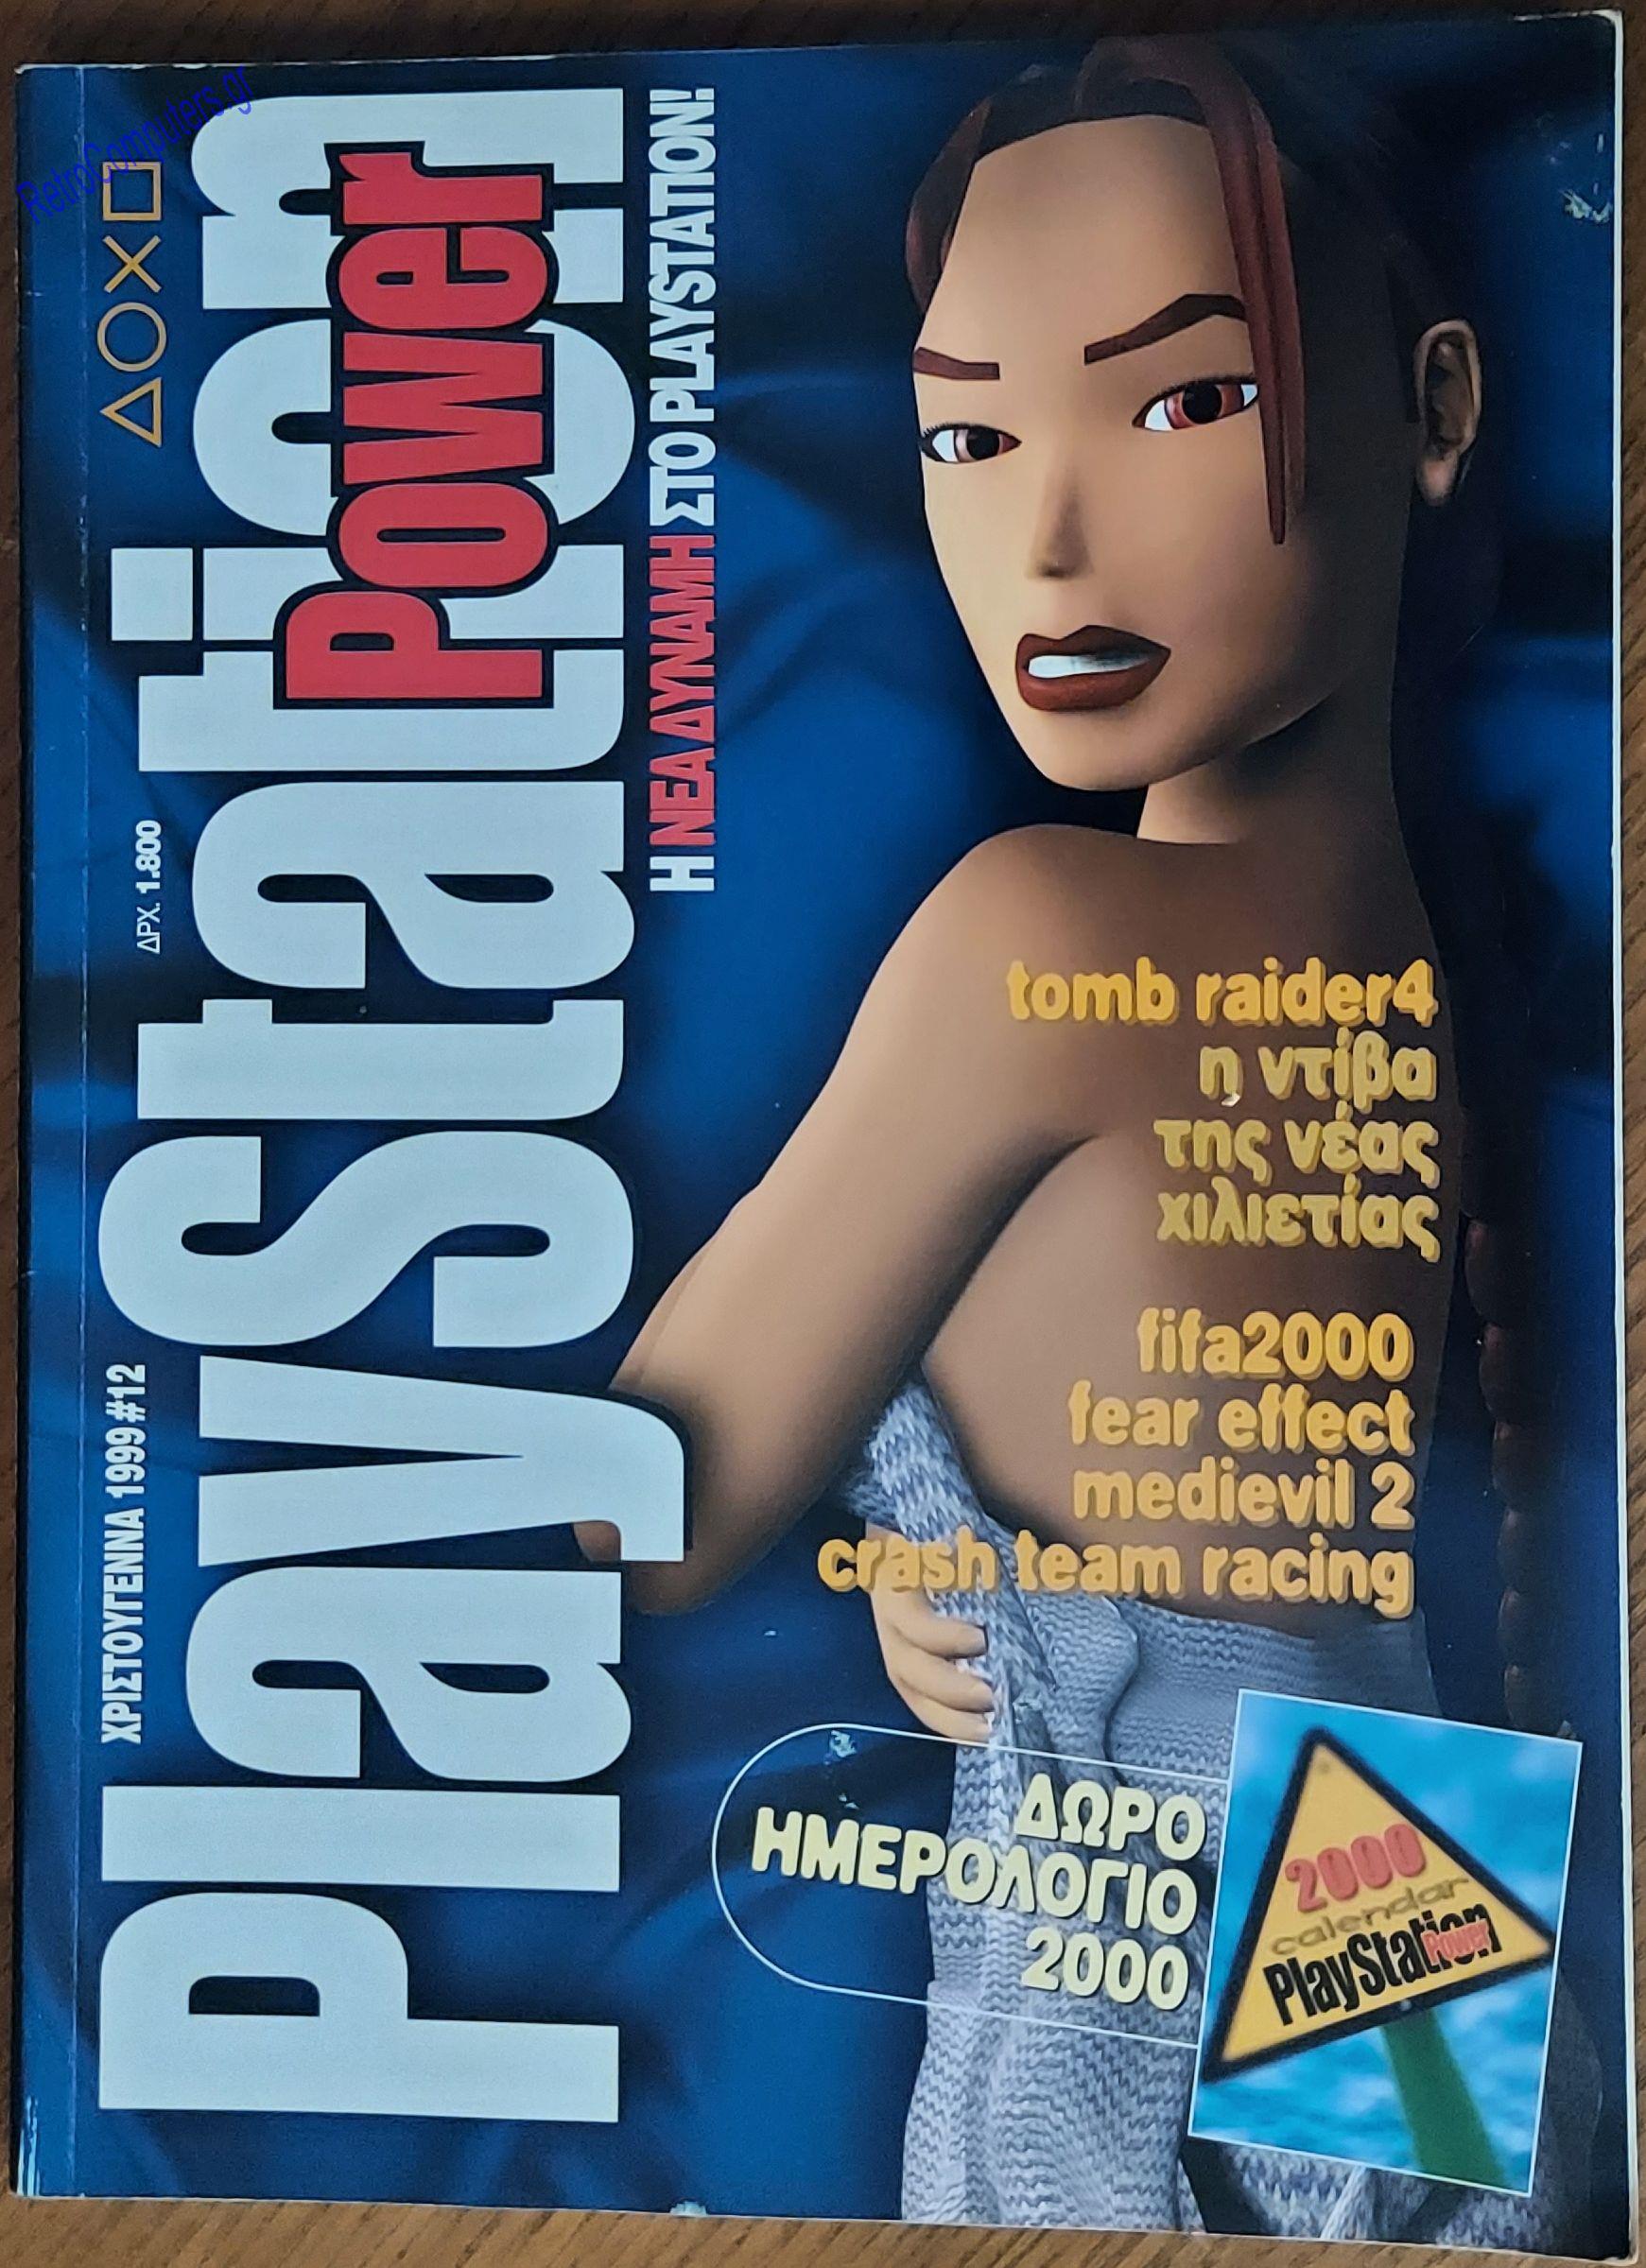 RetroComputers.gr
ΧΡΙΣΤΟΥΓΕΝΝΑ 1999 #12
ΔΡΧ. 1.800
PlayStation
Power
Η ΝΕΑ ΔΥΝΑΜΗ ΣΤΟ PLAYSTATION!
tomb raider4
η ντίβα
της νέας
χιλιετίας
fifa2000
fear effect
medievil 2
crash team racing
ΔΩΡΟ
ΗΜΕΡΟΛΟΓΙΟ
2000
2000
calendar
PlayStation
Power